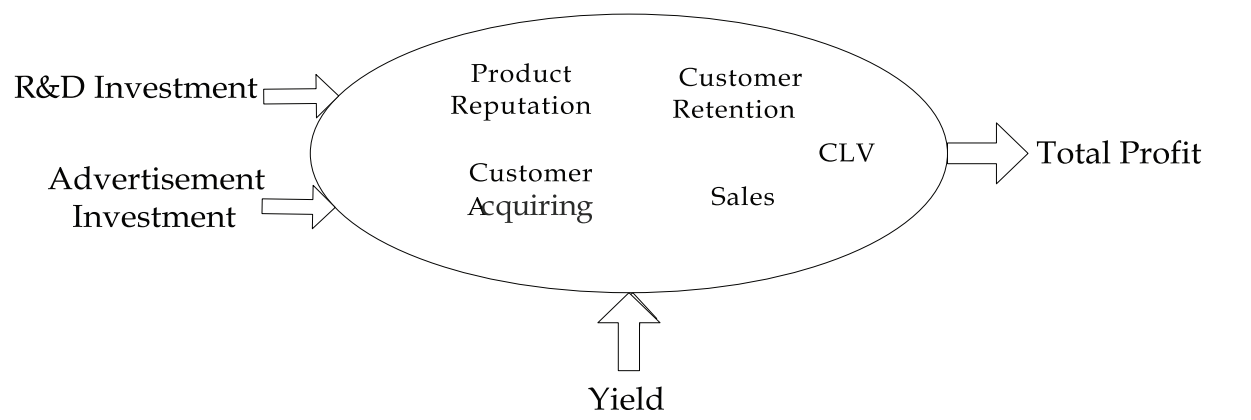 R&D Investment
Advertisement
Investment
Product
Reputation
Customer
Acquiring
Customer
Retention
CLV
Sales
Total Profit
Yield